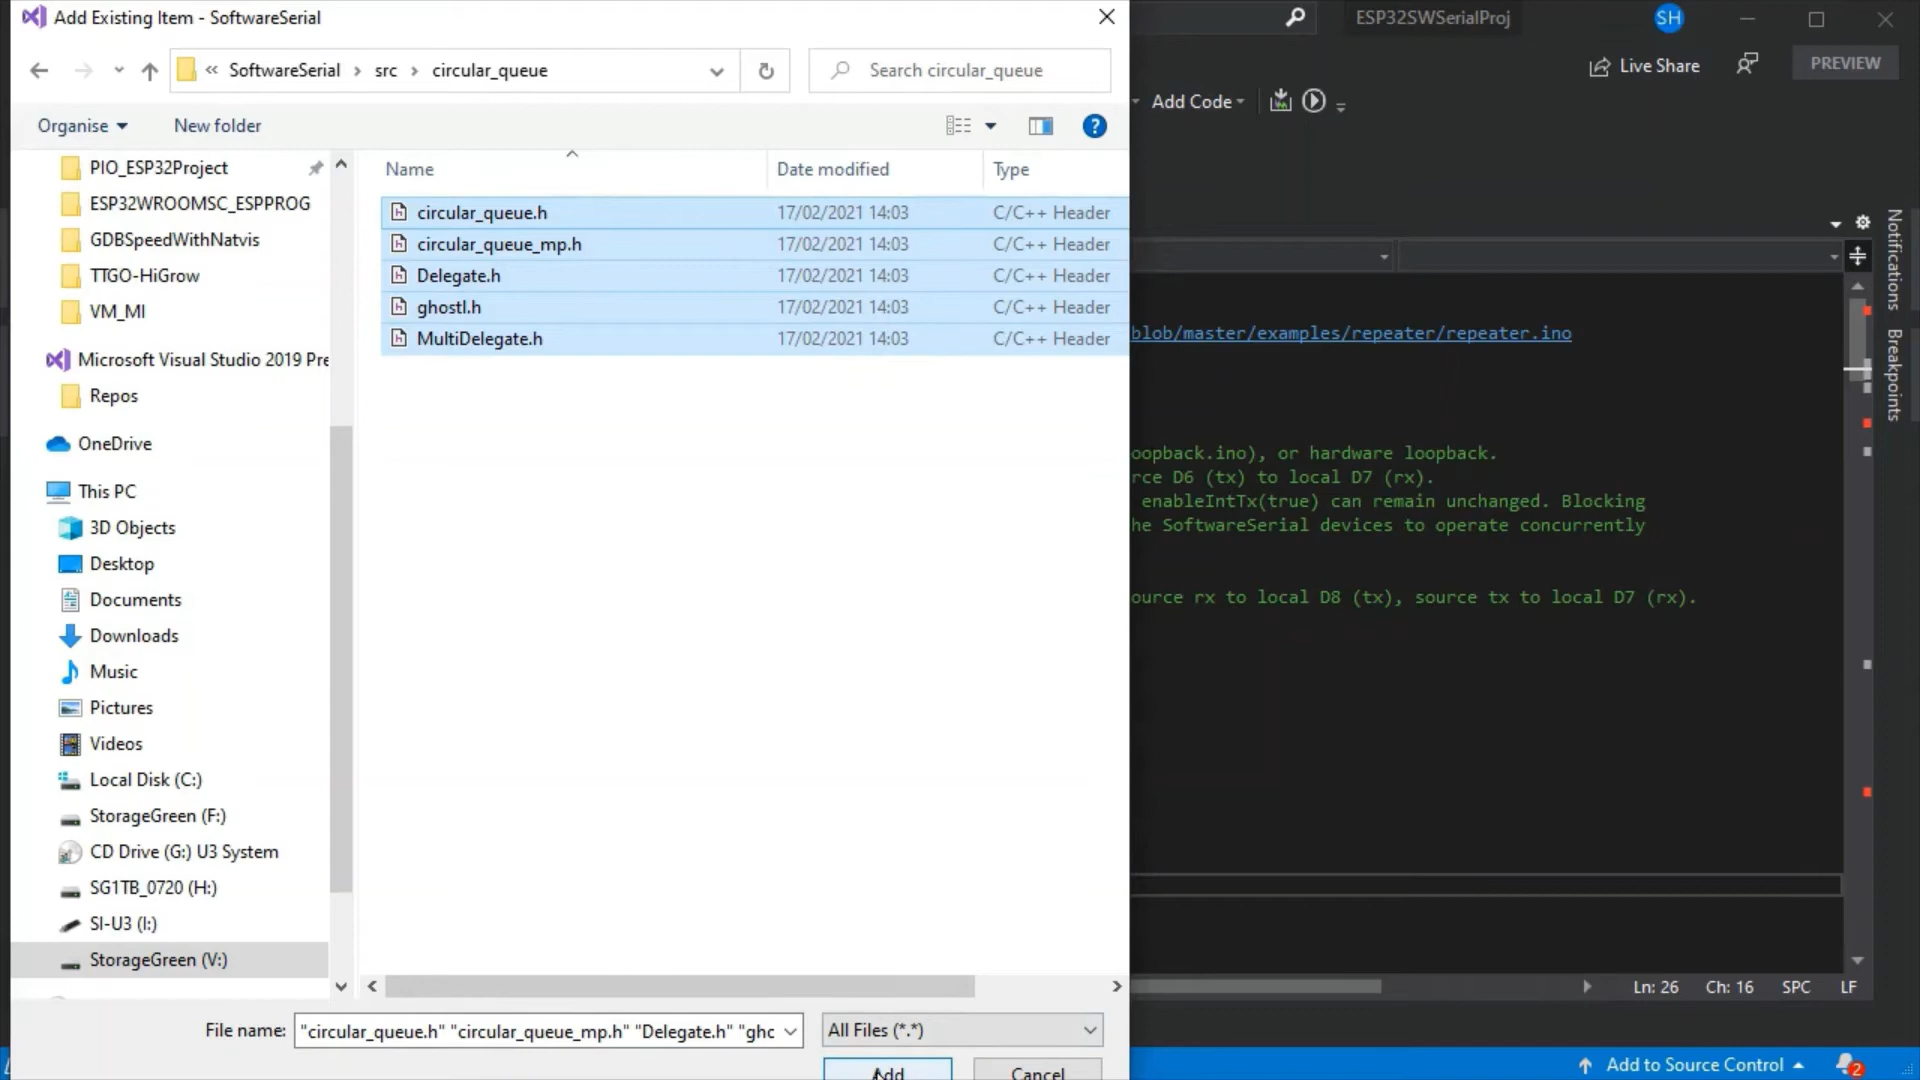 Add Existing Item - SoftwareSerial
ESP32SWSerialProj
SH
« SoftwareSerial › src › circular_queue
Search circular_queue
Live Share
PREVIEW
Add Code
Organise
New folder
?
PIO_ESP32Project
ESP32WROOMSC_ESPPROG
GDBSpeedWithNatvis
TTGO-HiGrow
VM_MI
Microsoft Visual Studio 2019 Pre
Repos
OneDrive
This PC
3D Objects
Desktop
Documents
Downloads
Music
Pictures
Videos
Local Disk (C:)
StorageGreen (F:)
CD Drive (G:) U3 System
SG1TB_0720 (H:)
SI-U3 (I:)
StorageGreen (V:)
Name Date modified Type
circular_queue.h 17/02/2021 14:03 C/C++ Header
circular_queue_mp.h 17/02/2021 14:03 C/C++ Header
Delegate.h 17/02/2021 14:03 C/C++ Header
ghostl.h 17/02/2021 14:03 C/C++ Header
MultiDelegate.h 17/02/2021 14:03 C/C++ Header
Notifications
Breakpoints
blob/master/examples/repeater/repeater.ino
oopback.ino), or hardware loopback.
rce D6 (tx) to local D7 (rx).
enableIntTx(true) can remain unchanged. Blocking
he SoftwareSerial devices to operate concurrently
ource rx to local D8 (tx), source tx to local D7 (rx).
Ln: 26 Ch: 16 SPC LF
File name: "circular_queue.h" "circular_queue_mp.h" "Delegate.h" "ghc
All Files (*.*)
Add
Cancel
Add to Source Control
2